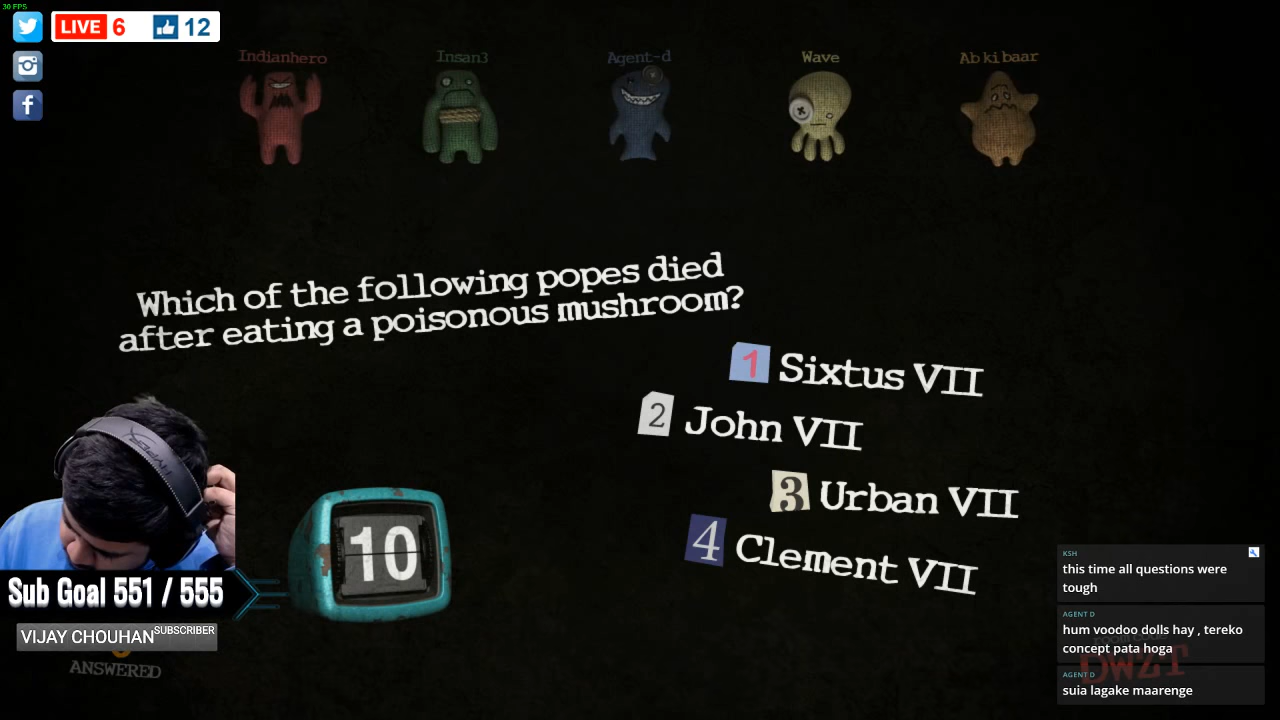 30 FPS
LIVE 6 12
Indianhero
Insan3
Agent-d
Wave
Ab ki baar
Which of the following popes died
after eating a poisonous mushroom?
1 Sixtus VII
2 John VII
3 Urban VII
4 Clement VII
10
Sub Goal 551 / 555
VIJAY CHOUHAN SUBSCRIBER
ANSWERED
KSH
this time all questions were
tough
AGENT D
hum voodoo dolls hay , tereko
concept pata hoga
DWZT
AGENT D
suia lagake maarenge